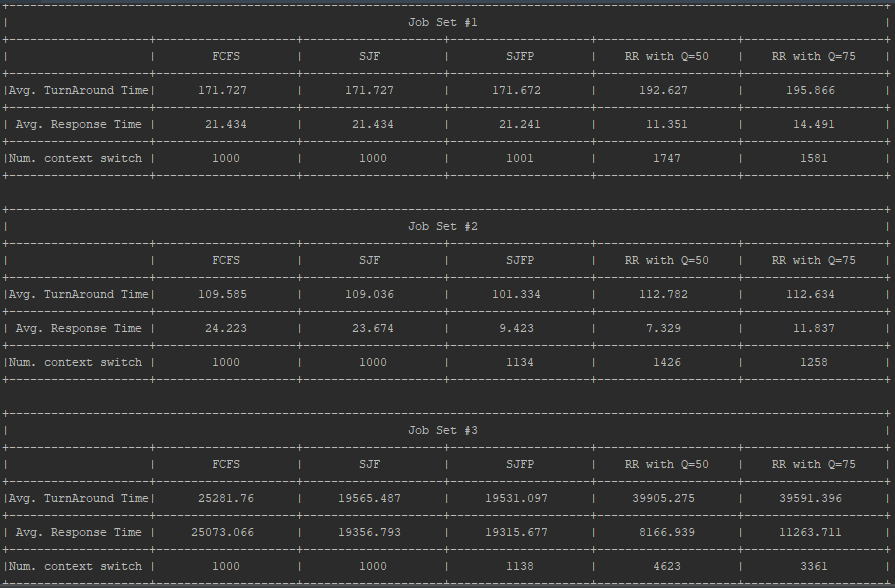 Job Set #1
FCFS SJF SJFP RR with Q=50 RR with Q=75
Avg. TurnAround Time 171.727 171.727 171.672 192.627 195.866
Avg. Response Time 21.434 21.434 21.241 11.351 14.491
Num. context switch 1000 1000 1001 1747 1581
Job Set #2
FCFS SJF SJFP RR with Q=50 RR with Q=75
Avg. TurnAround Time 109.585 109.036 101.334 112.782 112.634
Avg. Response Time 24.223 23.674 9.423 7.329 11.837
Num. context switch 1000 1000 1134 1426 1258
Job Set #3
FCFS SJF SJFP RR with Q=50 RR with Q=75
Avg. TurnAround Time 25281.76 19565.487 19531.097 39905.275 39591.396
Avg. Response Time 25073.066 19356.793 19315.677 8166.939 11263.711
Num. context switch 1000 1000 1138 4623 3361